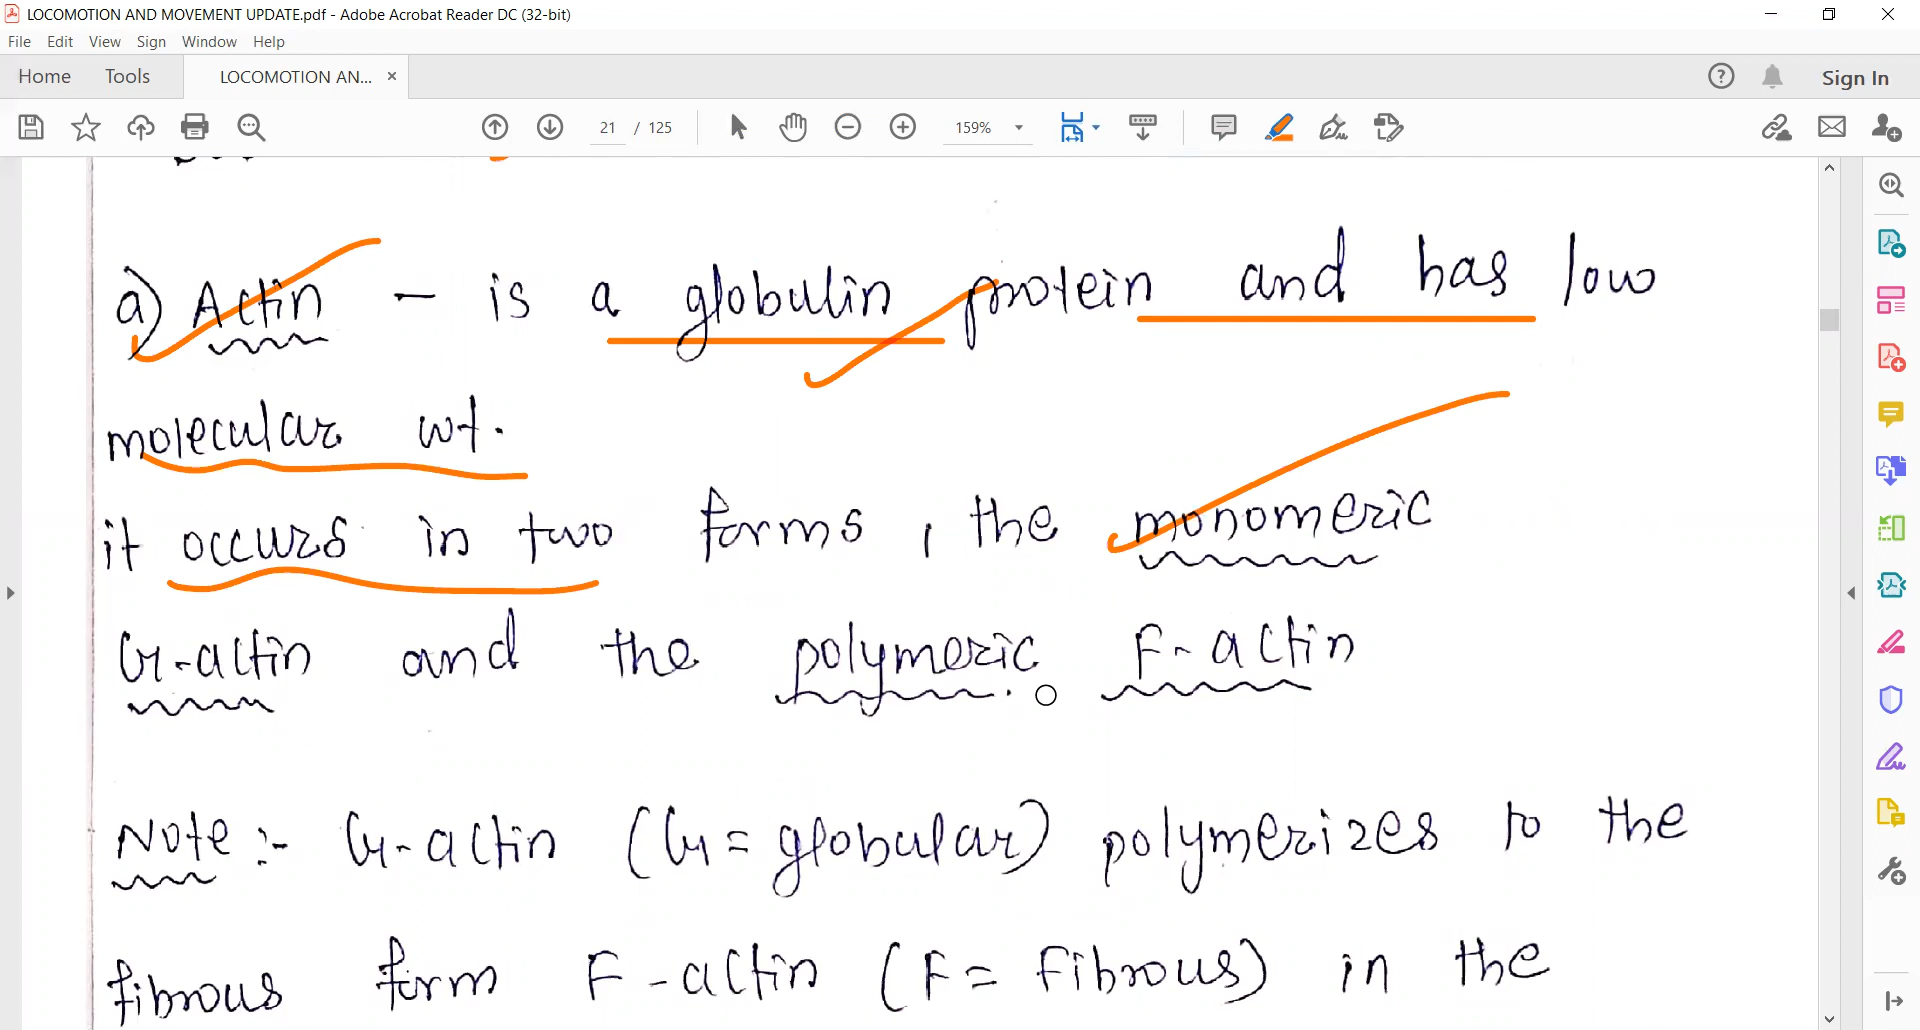 LOCOMOTION AND MOVEMENT UPDATE.pdf - Adobe Acrobat Reader DC (32-bit)
File Edit View Sign Window Help
Home Tools LOCOMOTION AN... × Sign In
21 / 125 159%
a) Actin - is a globulin protein and has low
molecular wt.
it occurs in two forms, the monomeric
G-actin and the polymeric F-actin
Note :- G-actin (G = globular) polymerizes to the
fibrous form F-actin (F = Fibrous) in the